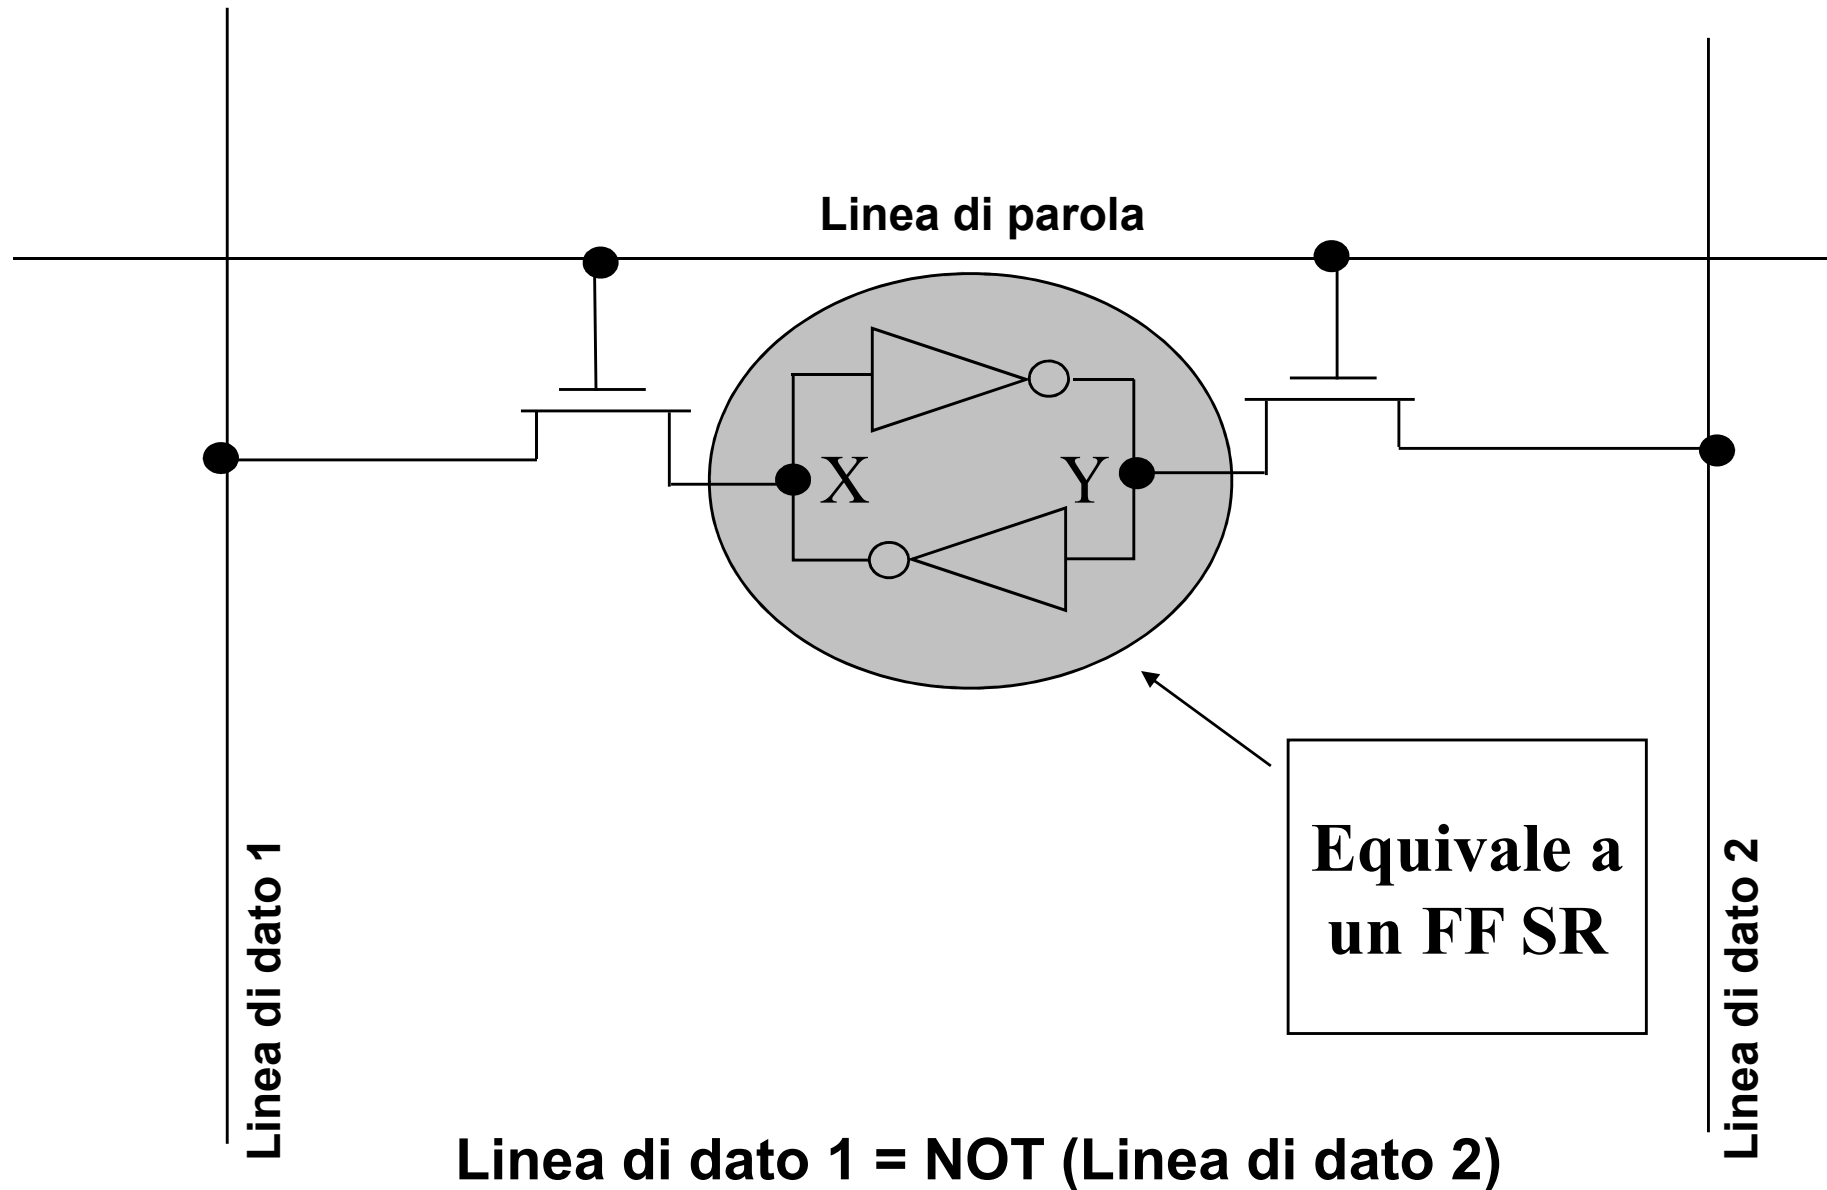 Linea di parola
X
Y
Linea di dato 1
Equivale a
un FF SR
Linea di dato 2
Linea di dato 1 = NOT (Linea di dato 2)